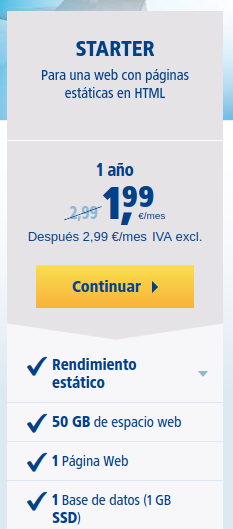 STARTER
Para una web con páginas
estáticas en HTML
1 año
2,99 1,99 €/mes
Después 2,99 €/mes IVA excl.
Continuar
Rendimiento
estático
50 GB de espacio web
1 Página Web
1 Base de datos (1 GB
SSD)